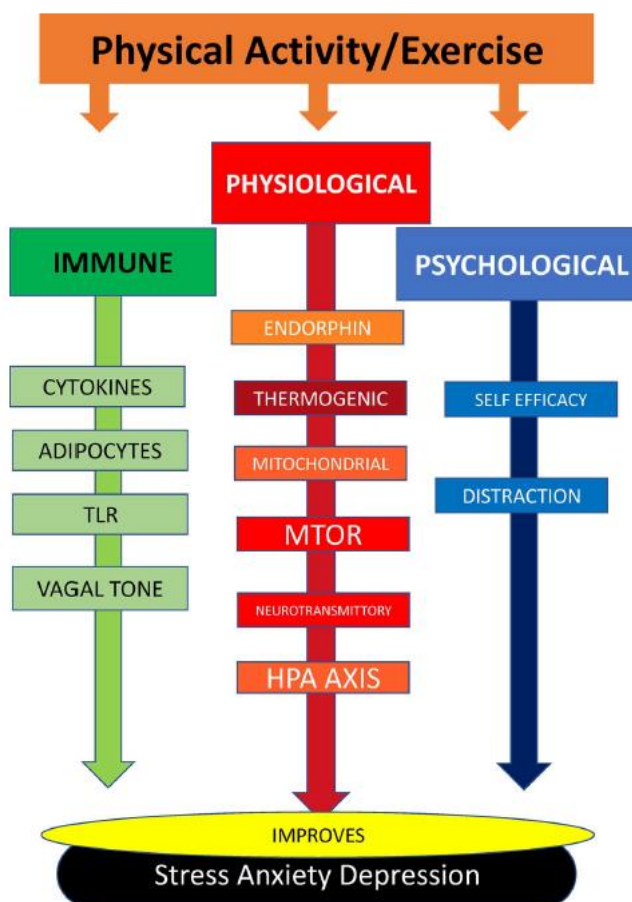 Physical Activity/Exercise
PHYSIOLOGICAL
IMMUNE
PSYCHOLOGICAL
ENDORPHIN
CYTOKINES
THERMOGENIC
SELF EFFICACY
ADIPOCYTES
MITOCHONDRIAL
DISTRACTION
TLR
MTOR
VAGAL TONE
NEUROTRANSMITTORY
HPA AXIS
IMPROVES
Stress Anxiety Depression